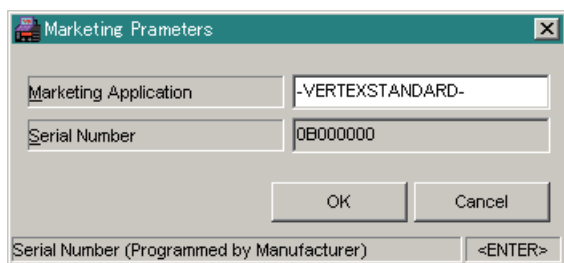 Marketing Prameters
Marketing Application -VERTEXSTANDARD-
Serial Number 0B000000
OK Cancel
Serial Number (Programmed by Manufacturer) <ENTER>